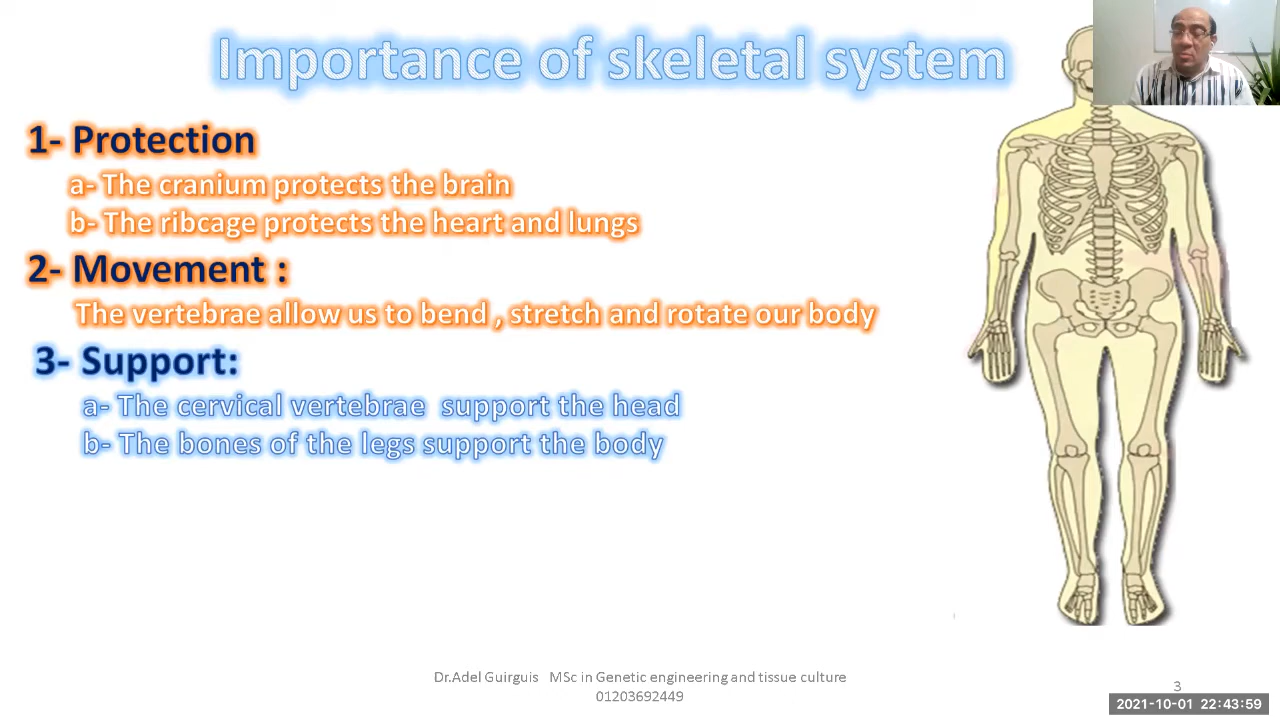 Importance of skeletal system
1- Protection
a- The cranium protects the brain
b- The ribcage protects the heart and lungs
2- Movement :
The vertebrae allow us to bend , stretch and rotate our body
3- Support:
a- The cervical vertebrae support the head
b- The bones of the legs support the body
Dr.Adel Guirguis MSc in Genetic engineering and tissue culture
01203692449
3
2021-10-01 22:43:59